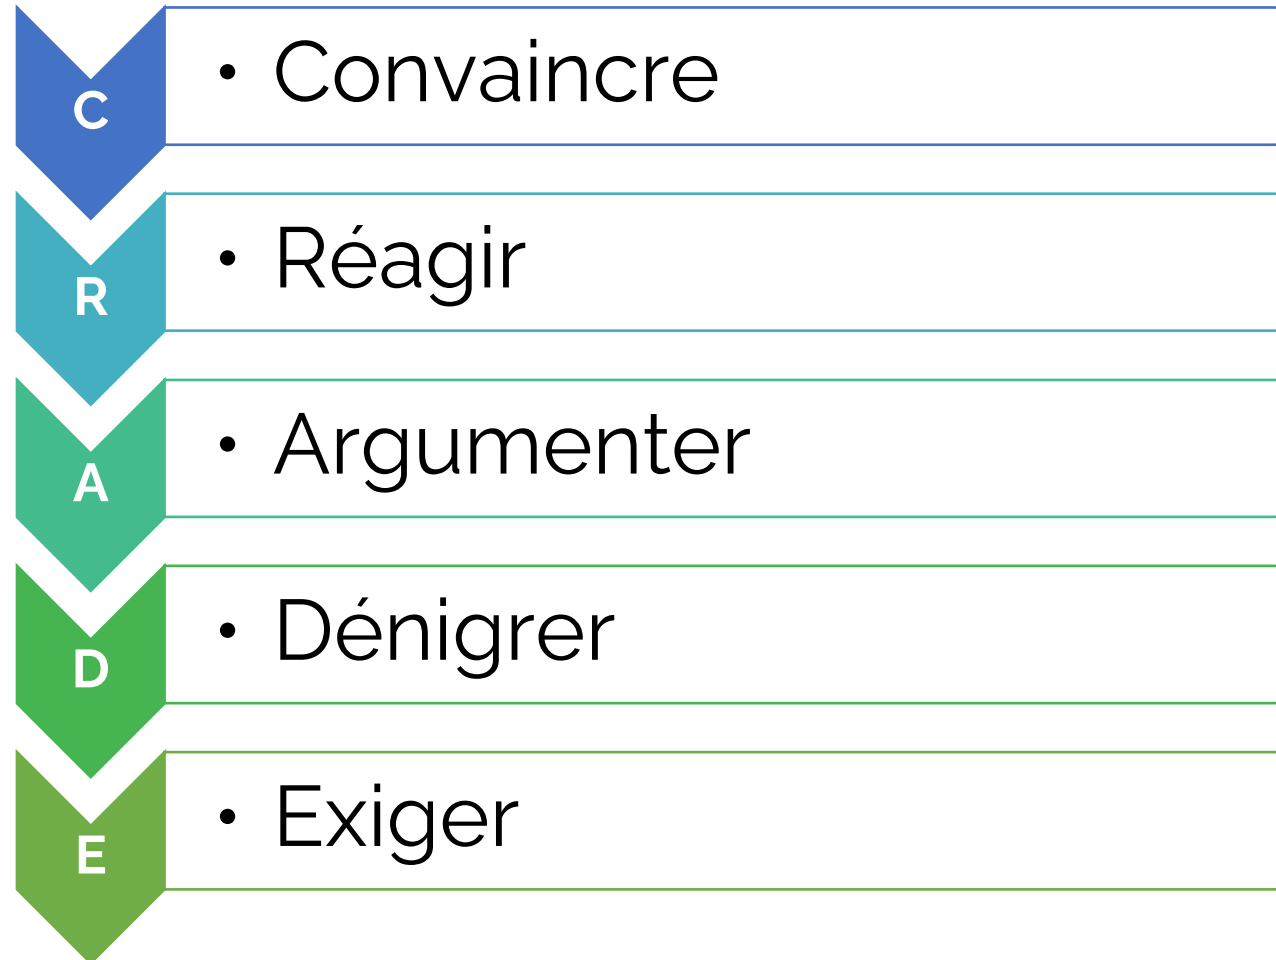 C
• Convaincre
R
• Réagir
A
• Argumenter
D
• Dénigrer
E
• Exiger